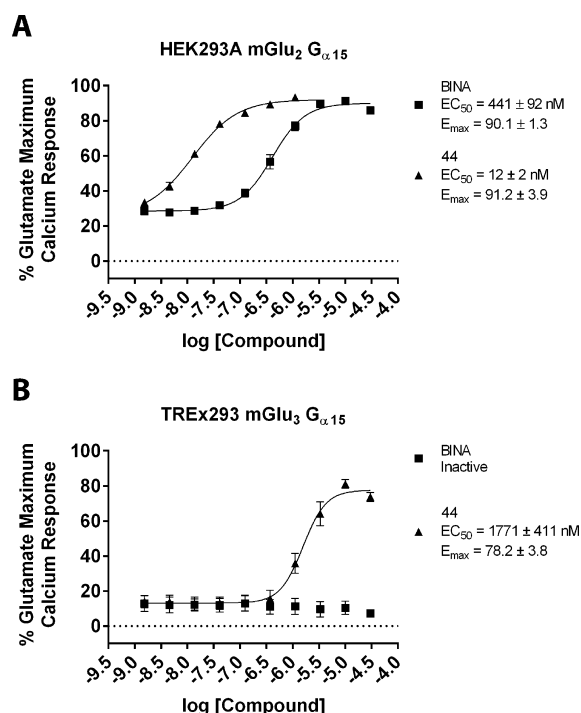 A
HEK293A mGlu2 Gα15
% Glutamate Maximum
Calcium Response
100
80
60
40
20
0
-9.5
-9.0
-8.5
-8.0
-7.5
-7.0
-6.5
-6.0
-5.5
-5.0
-4.5
-4.0
log [Compound]
BINA
EC50 = 441 ± 92 nM
Emax = 90.1 ± 1.3
44
EC50 = 12 ± 2 nM
Emax = 91.2 ± 3.9
B
TREx293 mGlu3 Gα15
% Glutamate Maximum
Calcium Response
100
80
60
40
20
0
-9.5
-9.0
-8.5
-8.0
-7.5
-7.0
-6.5
-6.0
-5.5
-5.0
-4.5
-4.0
log [Compound]
BINA
Inactive
44
EC50 = 1771 ± 411 nM
Emax = 78.2 ± 3.8